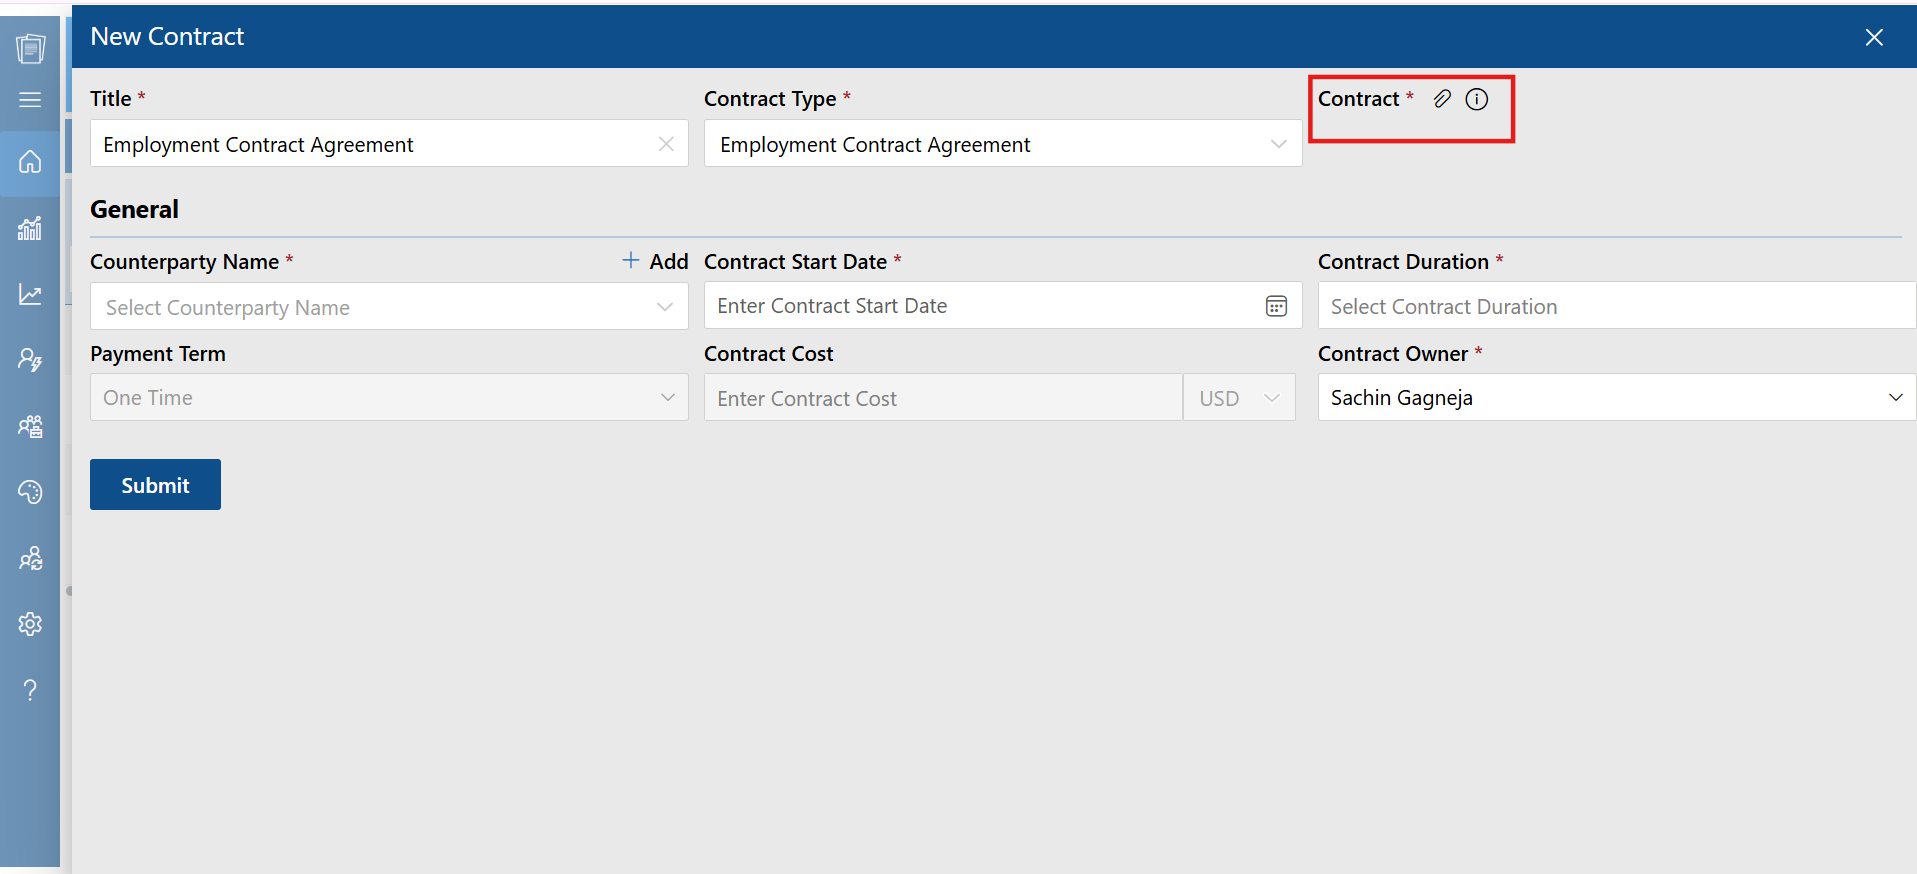 New Contract
Title * Contract Type * Contract *
Employment Contract Agreement Employment Contract Agreement
General
Counterparty Name * Add Contract Start Date * Contract Duration *
Select Counterparty Name Enter Contract Start Date Select Contract Duration
Payment Term Contract Cost Contract Owner *
One Time Enter Contract Cost USD Sachin Gagneja
Submit